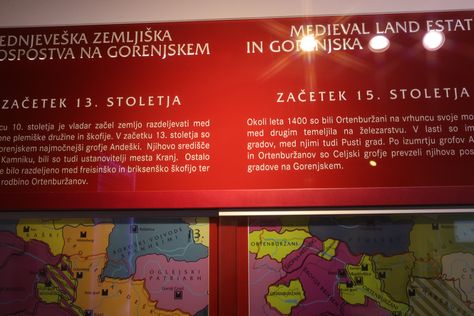 EDNJEVEŠKA ZEMLJIŠKA
OSPOSTVA NA GORENJSKEM
MEDIEVAL LAND ESTAT
IN GORENJSKA
ZAČETEK 13. STOLETJA
cu 10. stoletja je vladar začel zemljo razdeljevati med
ene plemiške družine in škofije. V začetku 13. stoletja so
orenjskem najmočnejši grofje Andeški. Njihovo središče
Kamniku, bili so tudi ustanovitelji mesta Kranj. Ostalo
e bilo razdeljeno med freisinško in briksenško škofijo ter
rodbino Ortenburžanov.
ZAČETEK 15. STOLETJA
Okoli leta 1400 so bili Ortenburžani na vrhuncu svoje mo
med drugim temeljila na železarstvu. V lasti so im
gradov, med njimi tudi Pusti grad. Po izumrtju grofov A
in Ortenburžanov so Celjski grofje prevzeli njihova pos
gradove na Gorenjskem.
13.
OGLEJSKI
PATRIARH
ORTENBURŽANI